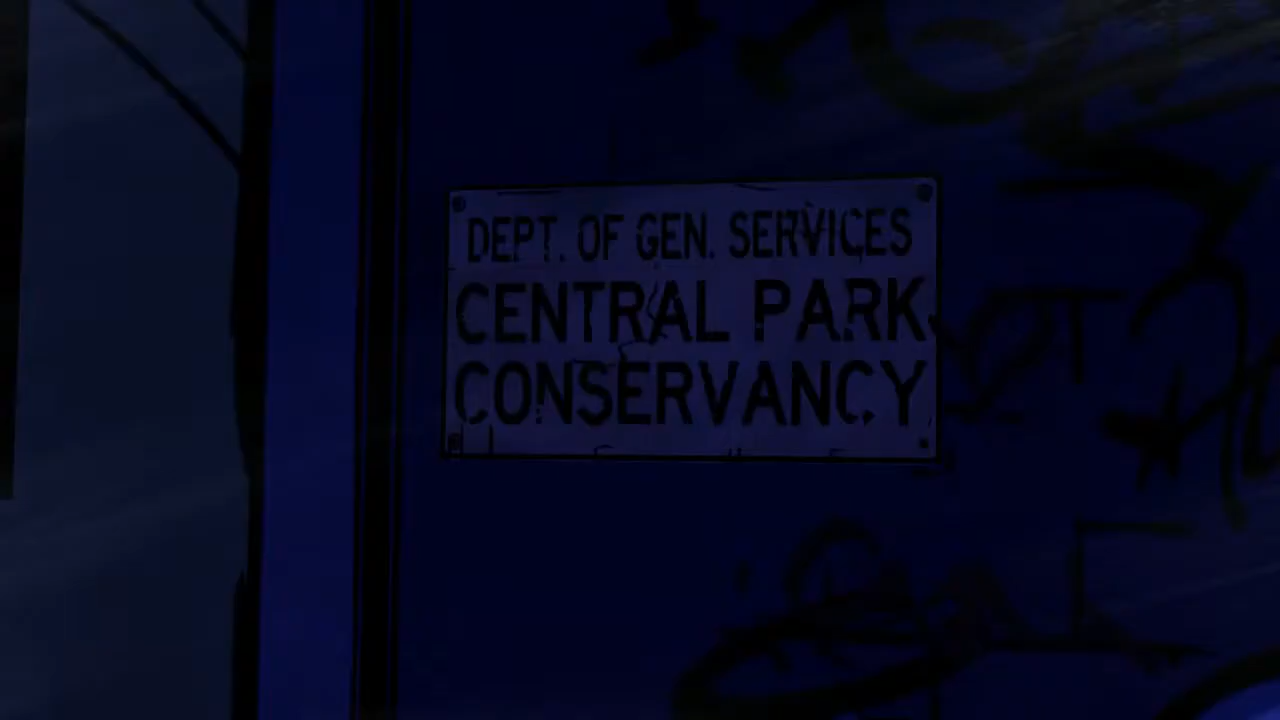 DEPT. OF GEN. SERVICES
CENTRAL PARK
CONSERVANCY